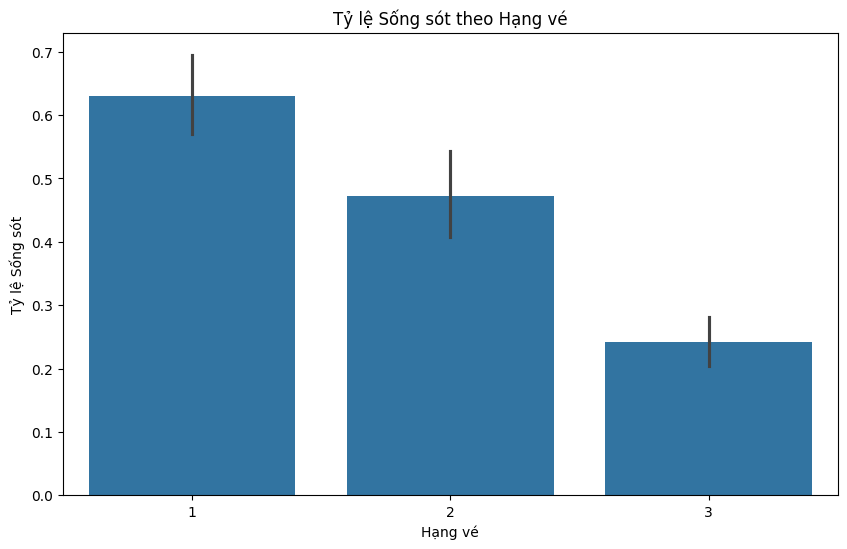 Tỷ lệ Sống sót theo Hạng vé
Tỷ lệ Sống sót
0.7
0.6
0.5
0.4
0.3
0.2
0.1
0.0
1 2 3
Hạng vé